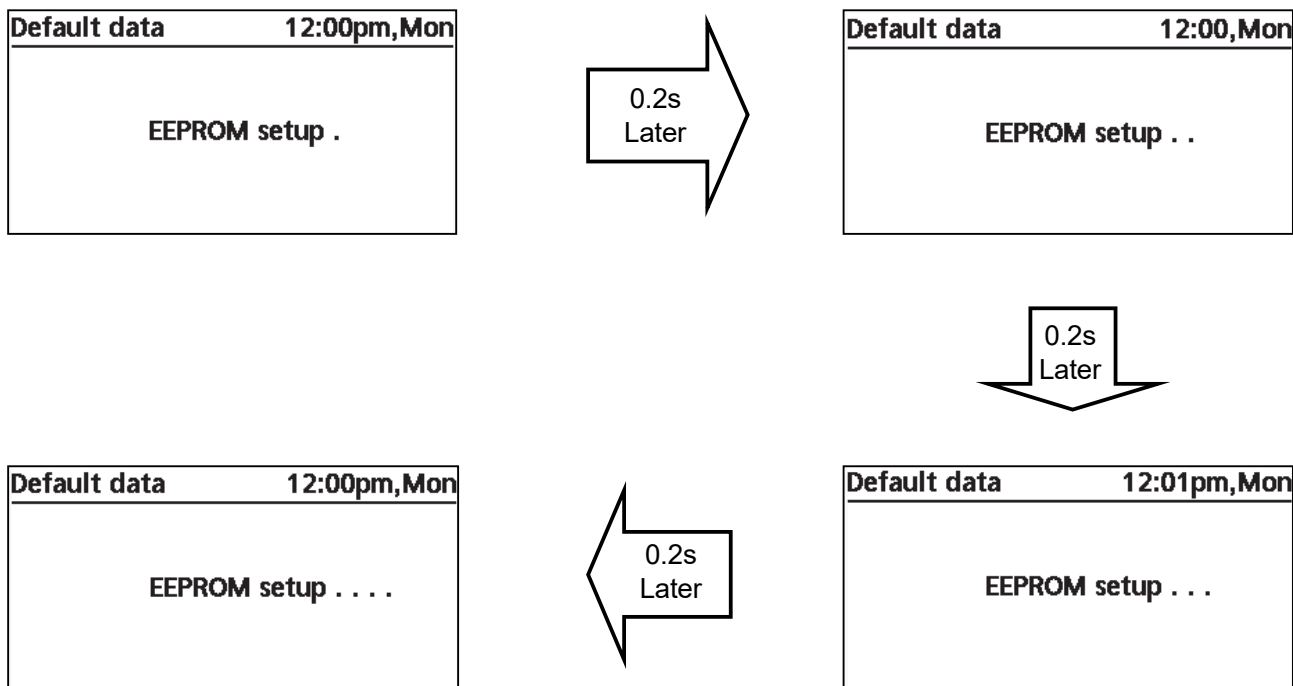 Default data 12:00pm,Mon
EEPROM setup .
0.2s
Later
Default data 12:00,Mon
EEPROM setup . .
0.2s
Later
Default data 12:01pm,Mon
EEPROM setup . . .
0.2s
Later
Default data 12:00pm,Mon
EEPROM setup . . . .